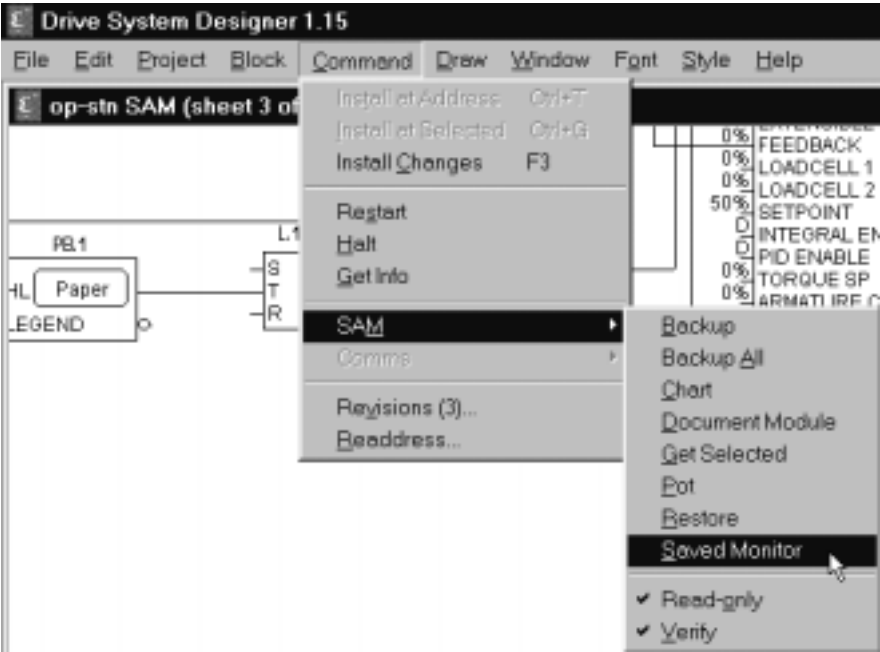 Drive System Designer 1.15
File Edit Project Block Command Draw Window Font Style Help
op-stn SAM (sheet 3 of
Install at Address Ctrl+T
Install at Selected Ctrl+G
Install Changes F3
Restart
Halt
Get Info
SAM
Comms
Revisions (3)...
Readdress...
Backup
Backup All
Chart
Document Module
Get Selected
Pot
Restore
Saved Monitor
Read-only
Verify
PB.1
HL Paper
LEGEND
L.1
S
T
R
0% FEEDBACK
0% LOADCELL 1
0% LOADCELL 2
50% SETPOINT
D INTEGRAL EN
D PID ENABLE
0% TORQUE SP
0% ARMATURE C